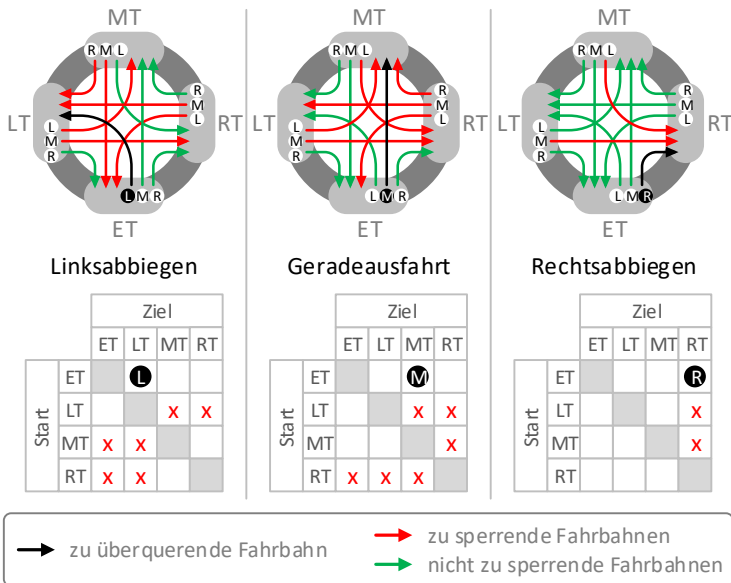 MT MT MT
R M L R M L R M L
R R R
M M M
L L L
LT RT LT RT LT RT
L L L
M M M
R R R
L M R L M R L M R
ET ET ET
Linksabbiegen Geradeausfahrt Rechtsabbiegen
Ziel Ziel Ziel
ET LT MT RT ET LT MT RT ET LT MT RT
Start Start Start
ET L ET M ET R
LT x x LT x x LT x
MT x x MT x MT x
RT x x RT x x x RT
zu überquerende Fahrbahn
zu sperrende Fahrbahnen
nicht zu sperrende Fahrbahnen